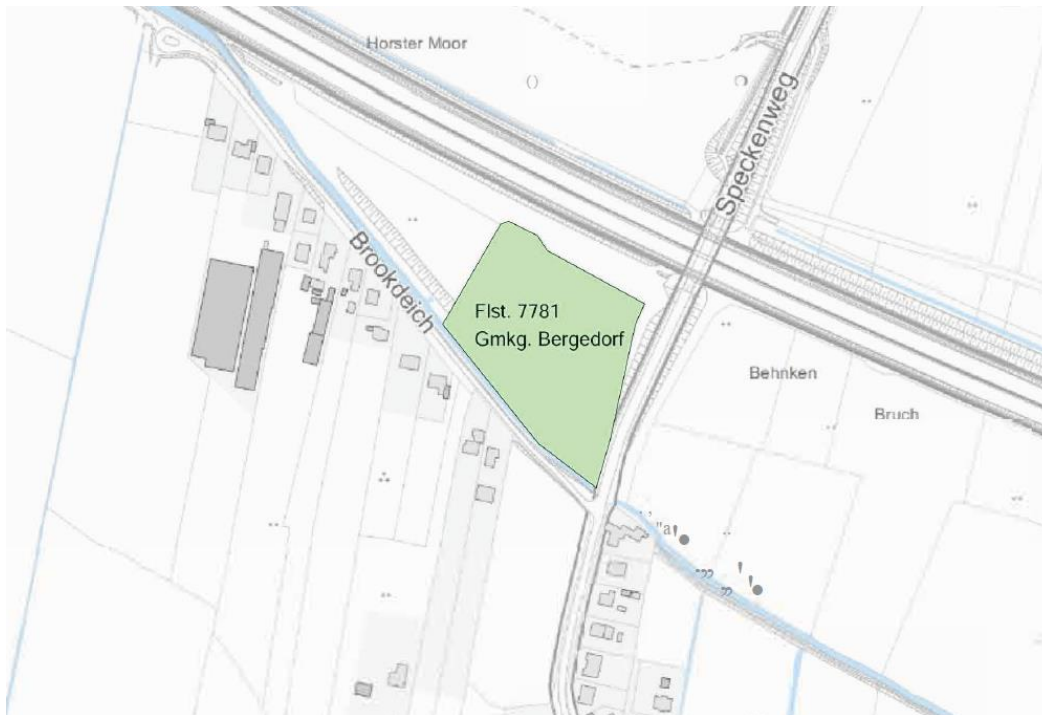 Horster Moor
Speckenweg
Brookdeich
Flst. 7781
Gmkg. Bergedorf
Behnken
Bruch